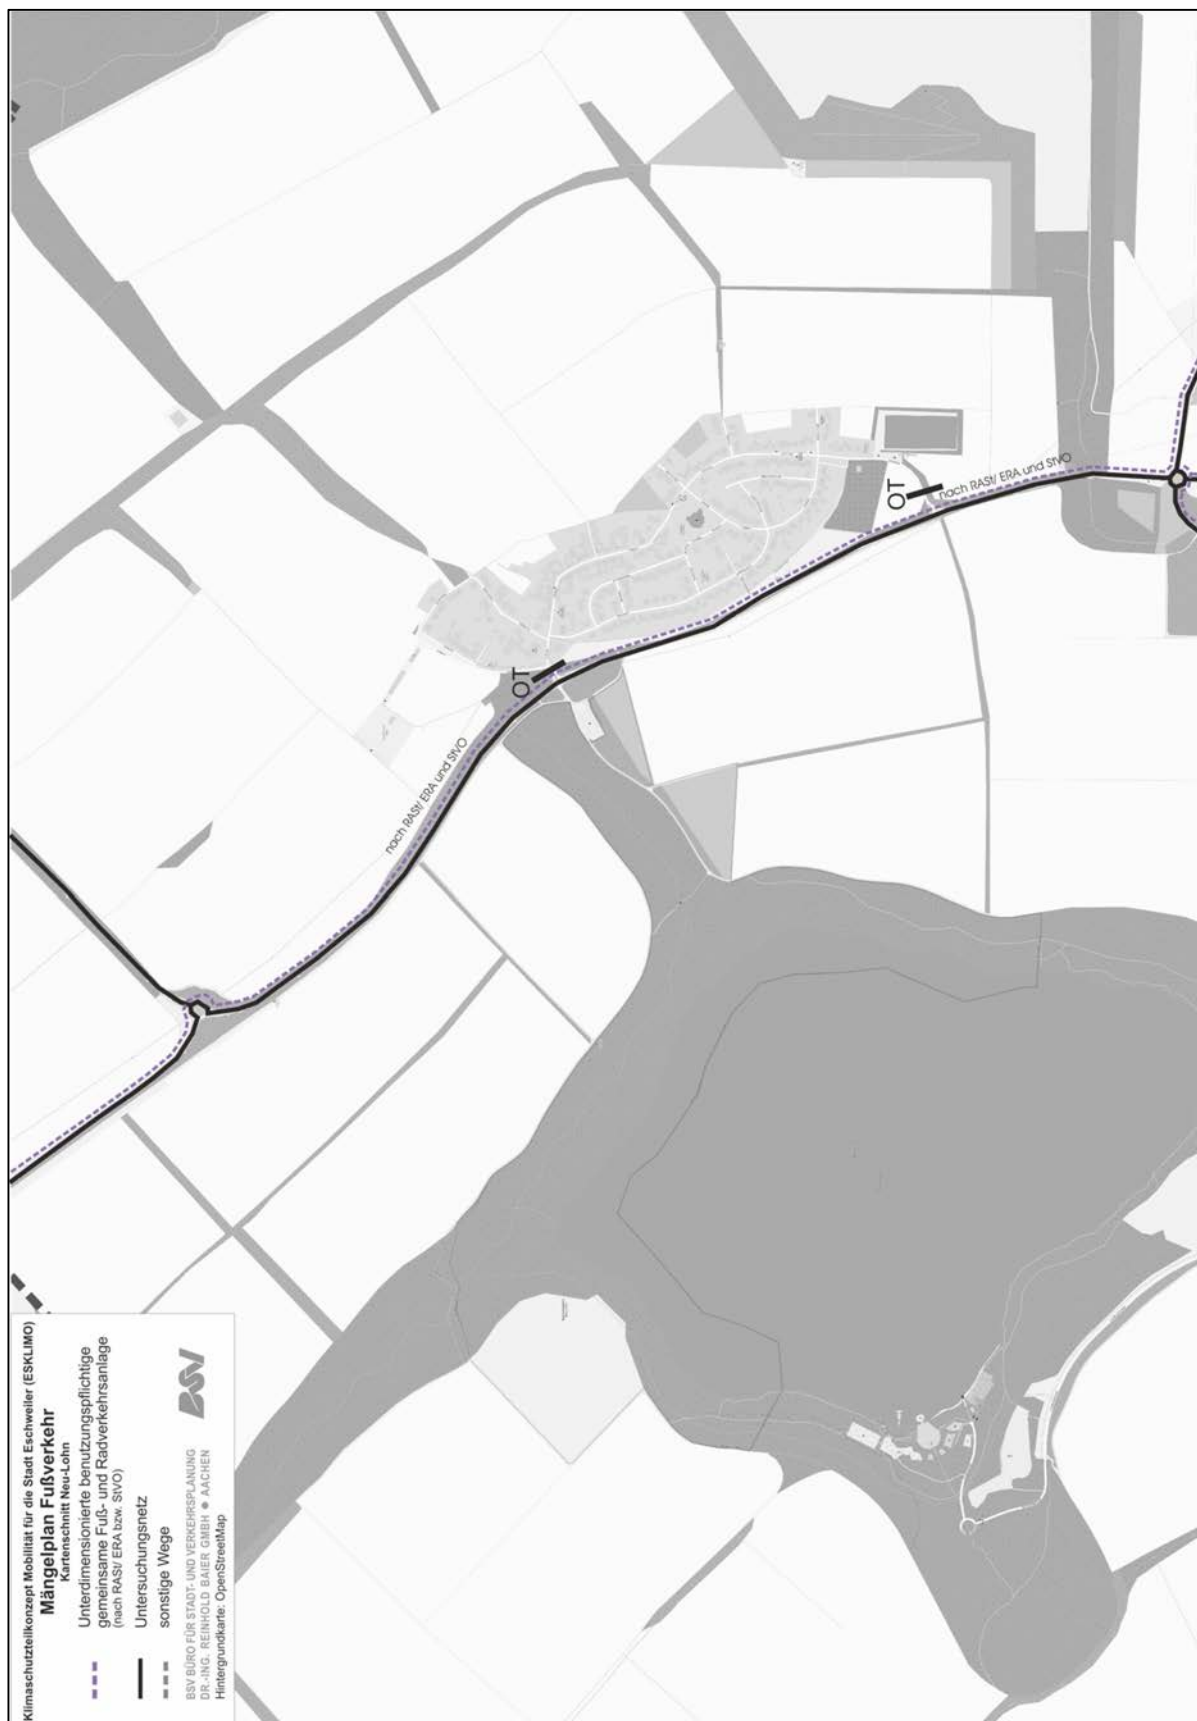 Klimaschutzteilkonzept Mobilität für die Stadt Eschweiler (ESKLIMO)
Mängelplan Fußverkehr
Kartenschnitt Neu-Lohn
Unterdimensionierte benutzungspflichtige
gemeinsame Fuß- und Radverkehrsanlage
(nach RASt/ ERA bzw. StVO)
Untersuchungsnetz
sonstige Wege
BSV BÜRO FÜR STADT- UND VERKEHRSPLANUNG
DR.-ING. REINHOLD BAIER GMBH ● AACHEN
Hintergrundkarte: OpenStreetMap
BSV
nach RASt/ ERA und StVO
OT
OT
nach RASt/ ERA und StVO